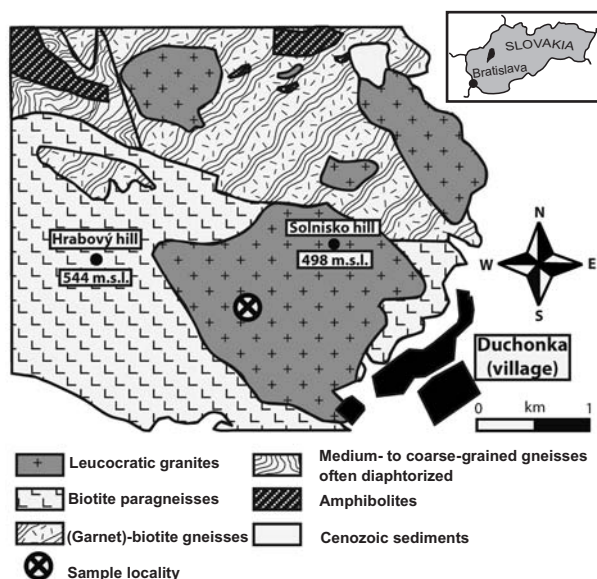 SLOVAKIA
Bratislava
Solnisko hill
498 m.s.l.
Hrabový hill
544 m.s.l.
N
W
E
S
Duchonka
(village)
0 km 1
Leucocratic granites
Biotite paragneisses
(Garnet)-biotite gneisses
Sample locality
Medium- to coarse-grained gneisses
often diaphtorized
Amphibolites
Cenozoic sediments